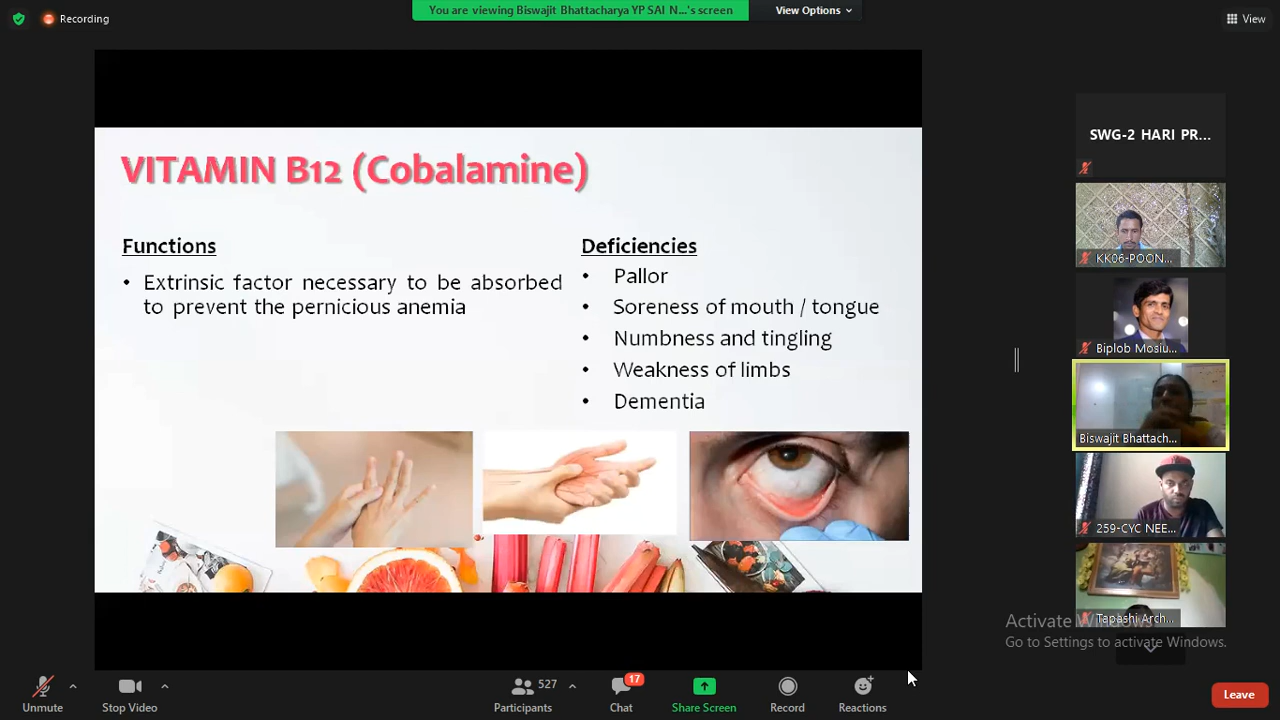 Recording
You are viewing Biswajit Bhattacharya YP SAI N...'s screen
View Options
View
VITAMIN B12 (Cobalamine)
Functions
• Extrinsic factor necessary to be absorbed
to prevent the pernicious anemia
Deficiencies
• Pallor
• Soreness of mouth / tongue
• Numbness and tingling
• Weakness of limbs
• Dementia
SWG-2 HARI PR...
KK06-POON...
Biplob Mosiu...
Biswajit Bhattach...
259-CYC NEE...
Tapashi Arch...
Activate Windows
Go to Settings to activate Windows.
Unmute
Stop Video
527
Participants
17
Chat
Share Screen
Record
Reactions
Leave